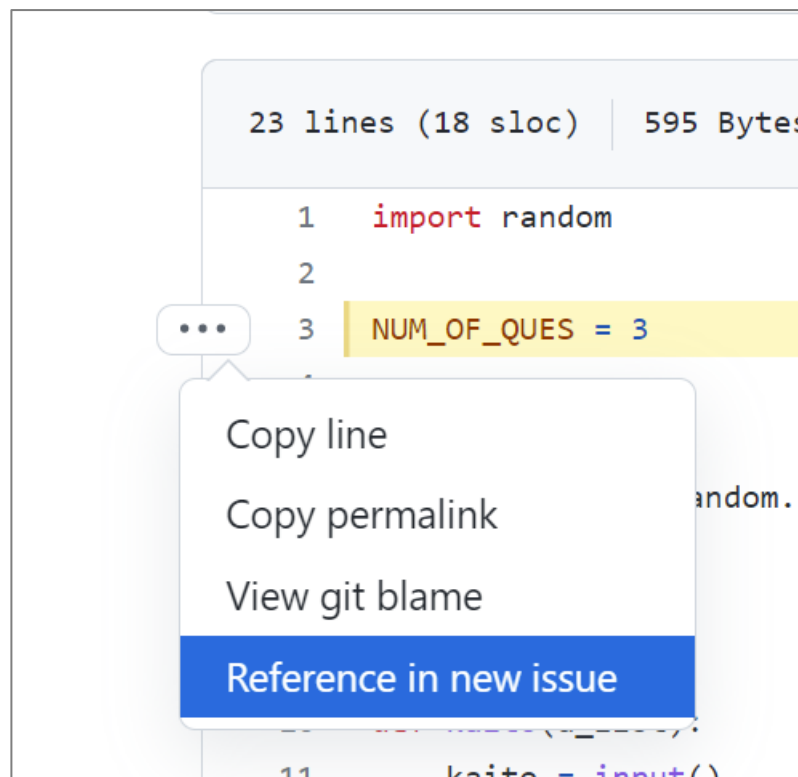 23 lines (18 sloc) 595 Bytes
1 import random
2
3 NUM_OF_QUES = 3
Copy line
Copy permalink
andom.
View git blame
Reference in new issue
11 kaito = input()